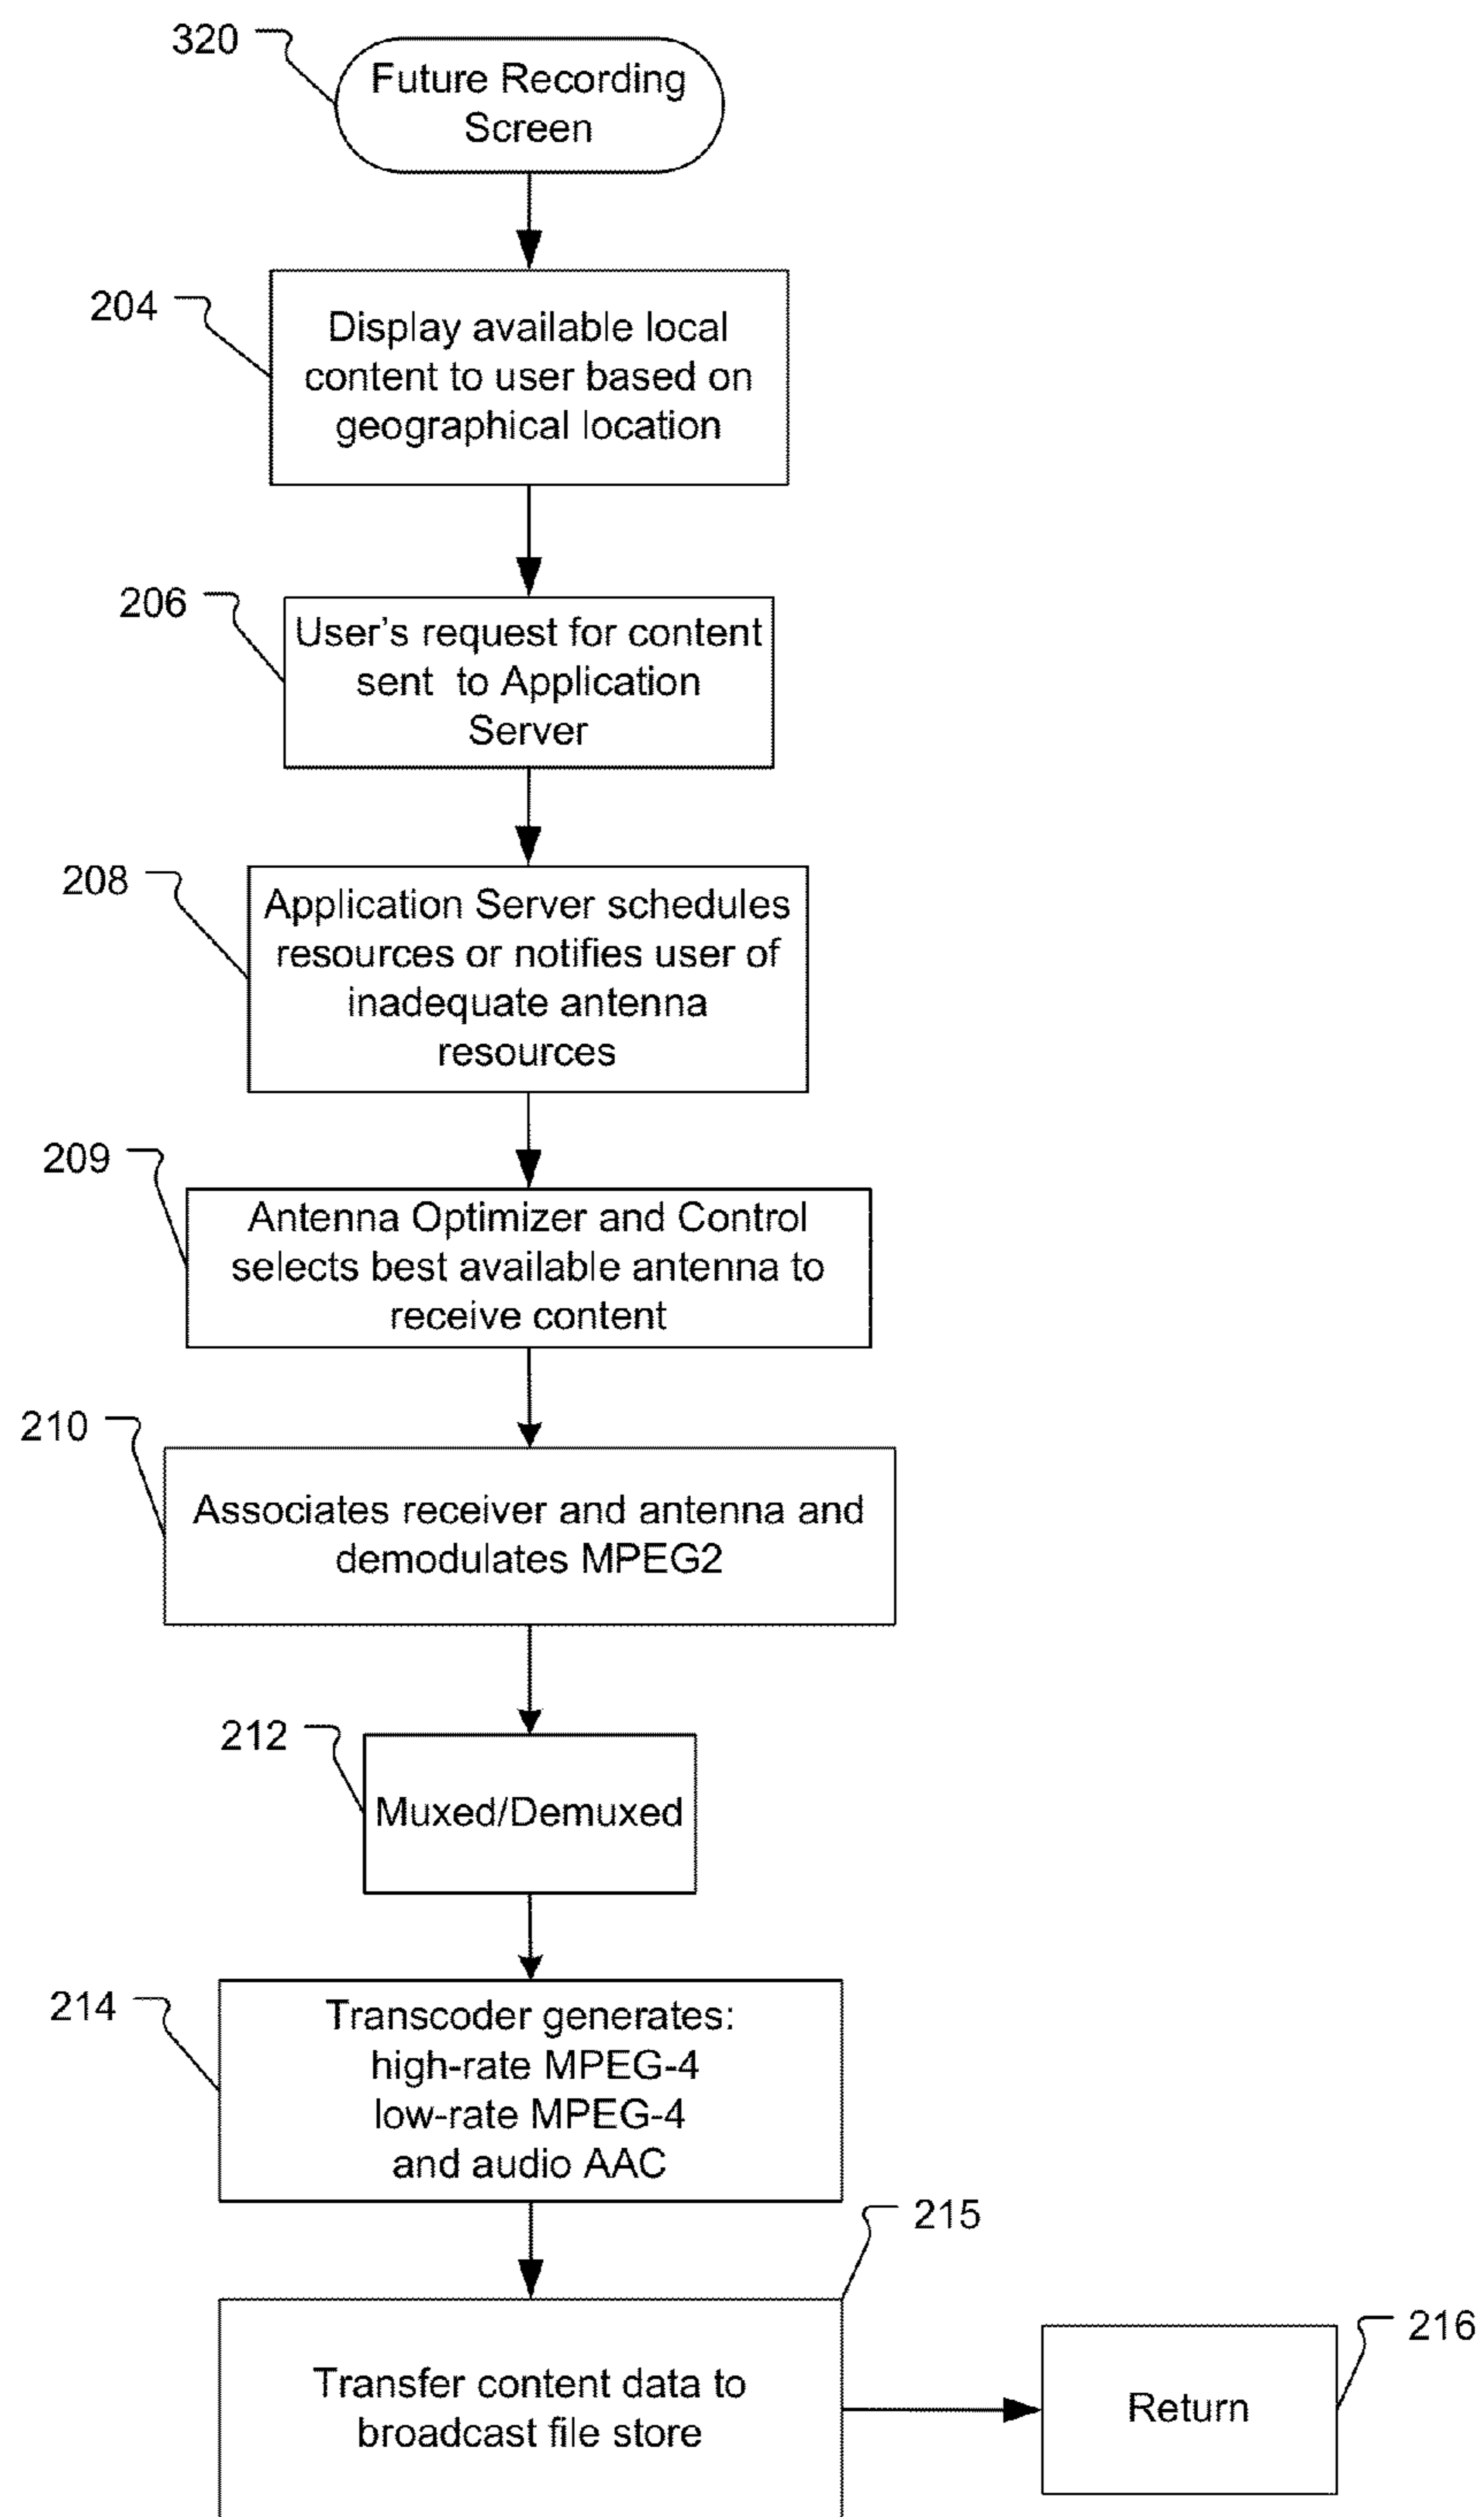 320
Future Recording
Screen
204
Display available local
content to user based on
geographical location
206
User's request for content
sent to Application
Server
208
Application Server schedules
resources or notifies user of
inadequate antenna
resources
209
Antenna Optimizer and Control
selects best available antenna to
receive content
210
Associates receiver and antenna and
demodulates MPEG2
212
Muxed/Demuxed
214
Transcoder generates:
high-rate MPEG-4
low-rate MPEG-4
and audio AAC
215
Transfer content data to
broadcast file store
216
Return